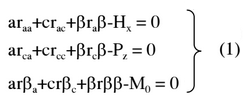 ar_aa+cr_ac+βr_aβ-H_x = 0
ar_ca+cr_cc+βr_cβ-P_z = 0 (1)
arβ_a+crβ_c+βrββ-M_0 = 0